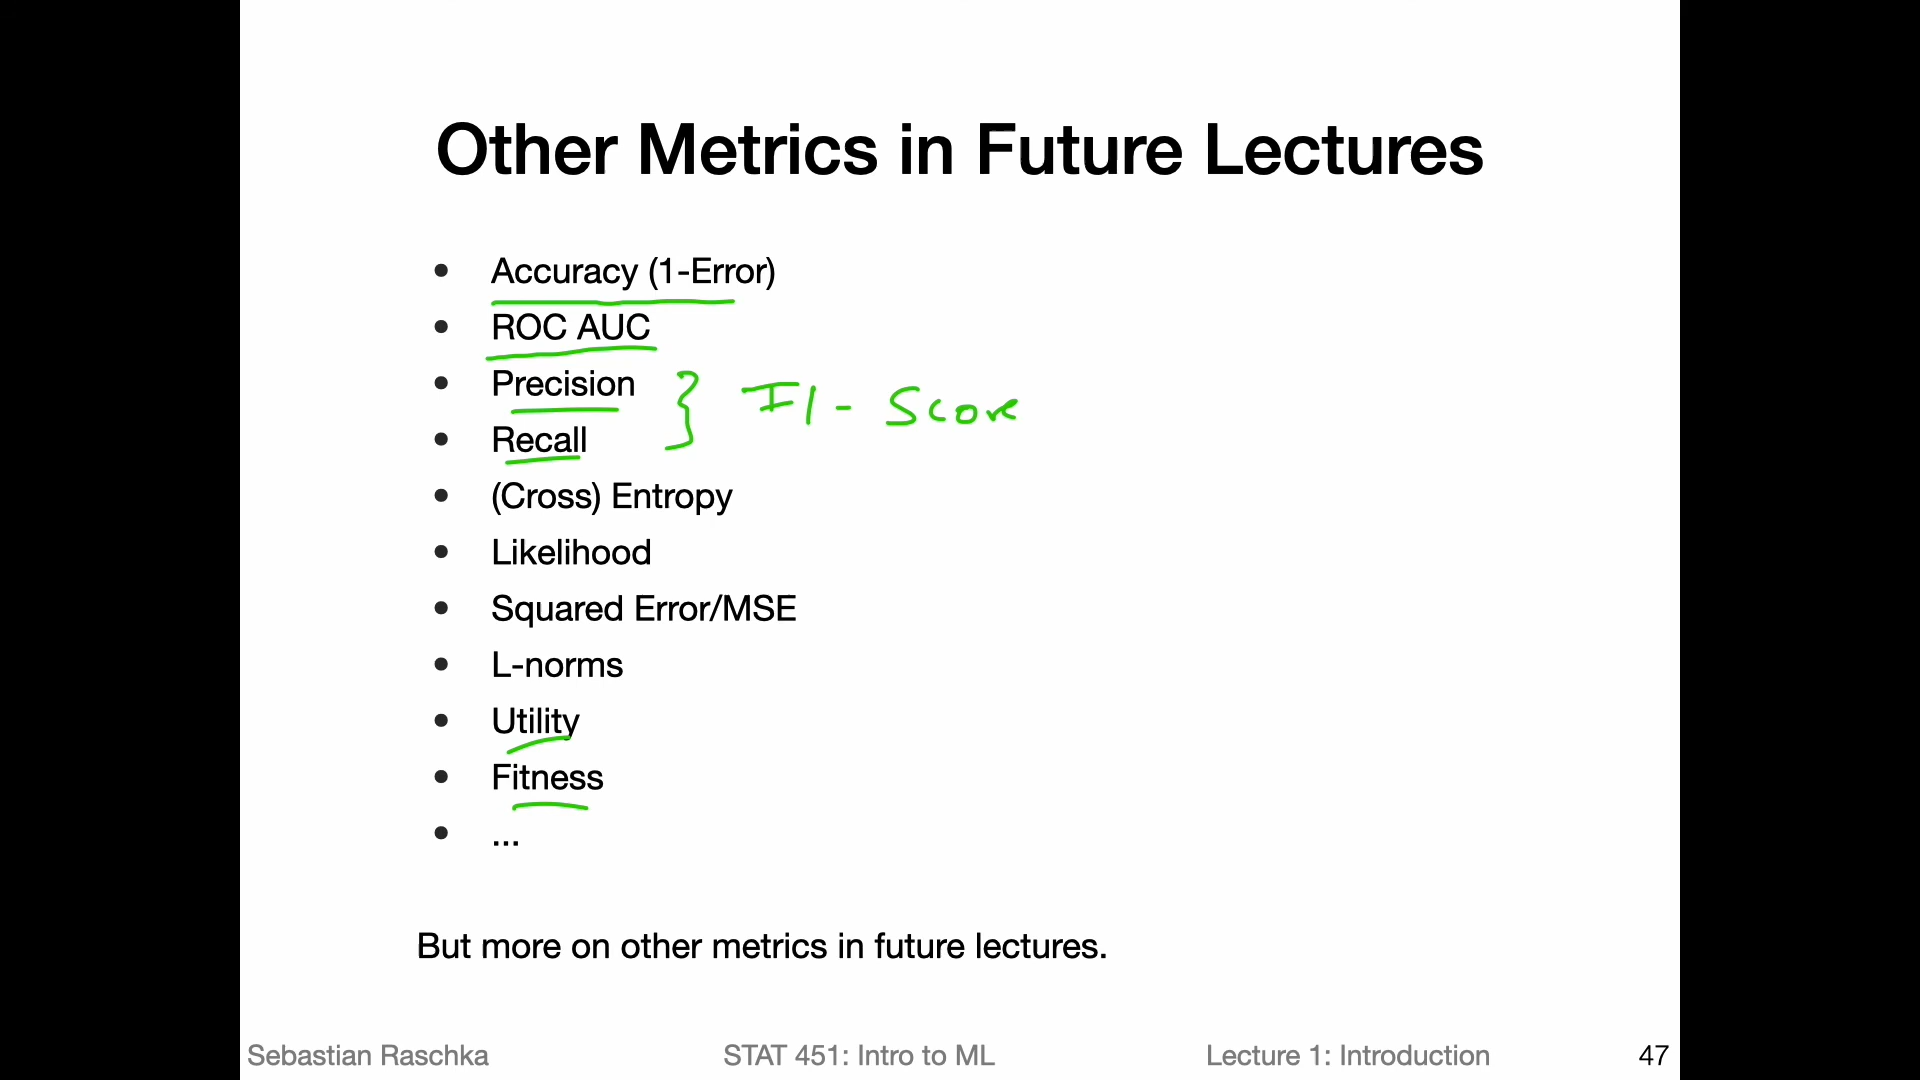 Other Metrics in Future Lectures
• Accuracy (1-Error)
• ROC AUC
• Precision
• Recall
F1 - Score
• (Cross) Entropy
• Likelihood
• Squared Error/MSE
• L-norms
• Utility
• Fitness
• ...
But more on other metrics in future lectures.
Sebastian Raschka STAT 451: Intro to ML Lecture 1: Introduction 47